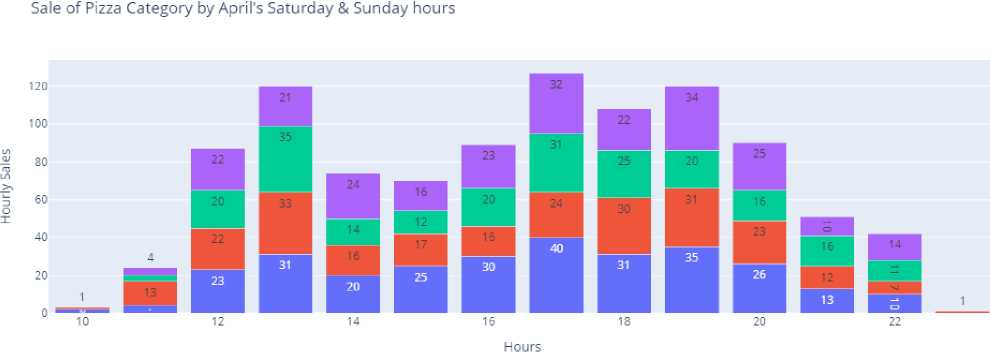 Sale of Pizza Category by April's Saturday & Sunday hours
Hourly Sales
120
100
80
60
40
20
0
1
4 13
22 20 22 23
21 35 33 31
24 14 16 20
16 12 17 25
23 20 16 30
32 31 24 40
22 25 30 31
34 20 31 35
25 16 23 26
10 16 12 13
14 11 7 10
1
10 12 14 16 18 20 22
Hours